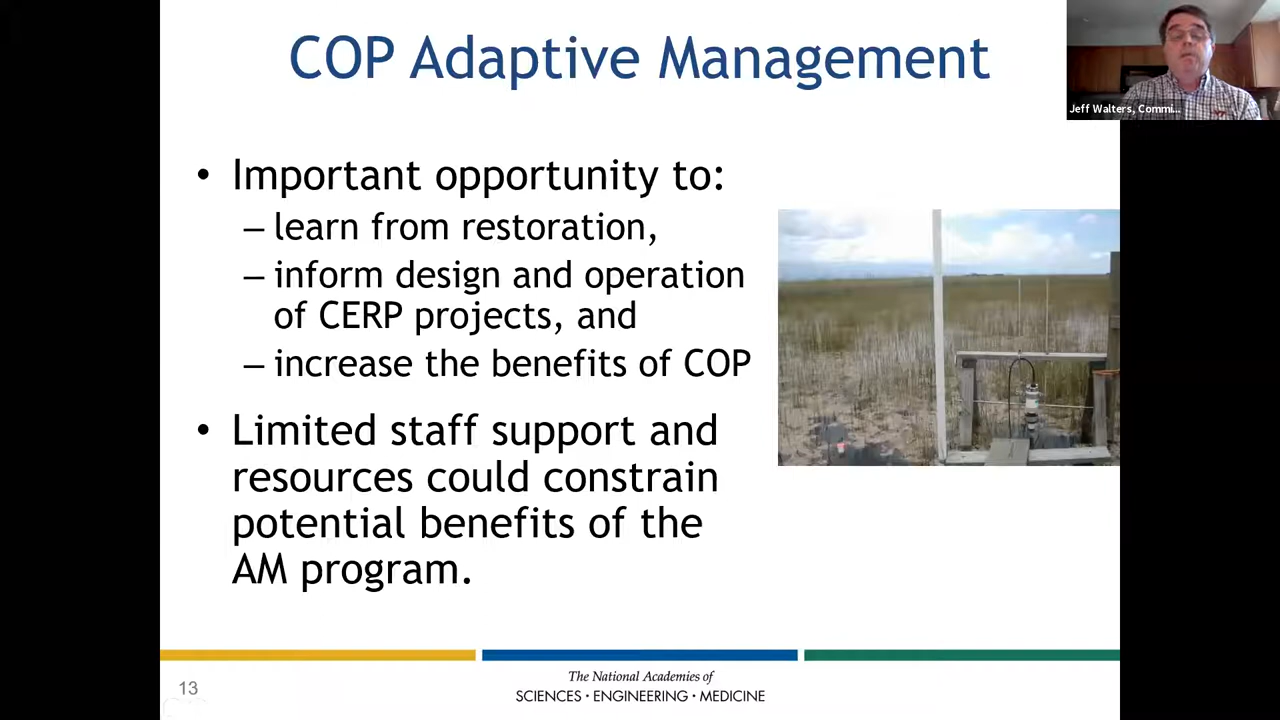 COP Adaptive Management
Jeff Walters, Commi...
• Important opportunity to:
– learn from restoration,
– inform design and operation
of CERP projects, and
– increase the benefits of COP
• Limited staff support and
resources could constrain
potential benefits of the
AM program.
13
The National Academies of
SCIENCES · ENGINEERING · MEDICINE